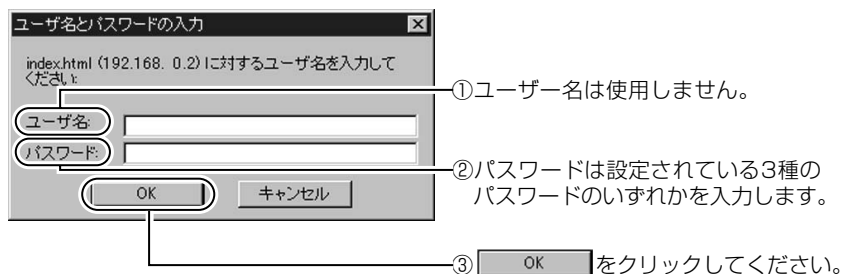 ユーザ名とパスワードの入力
index.html (192.168. 0.2) に対するユーザ名を入力して
ください:
①ユーザー名は使用しません。
ユーザ名:
パスワード:
②パスワードは設定されている3種の
パスワードのいずれかを入力します。
OK
キャンセル
③ OK をクリックしてください。